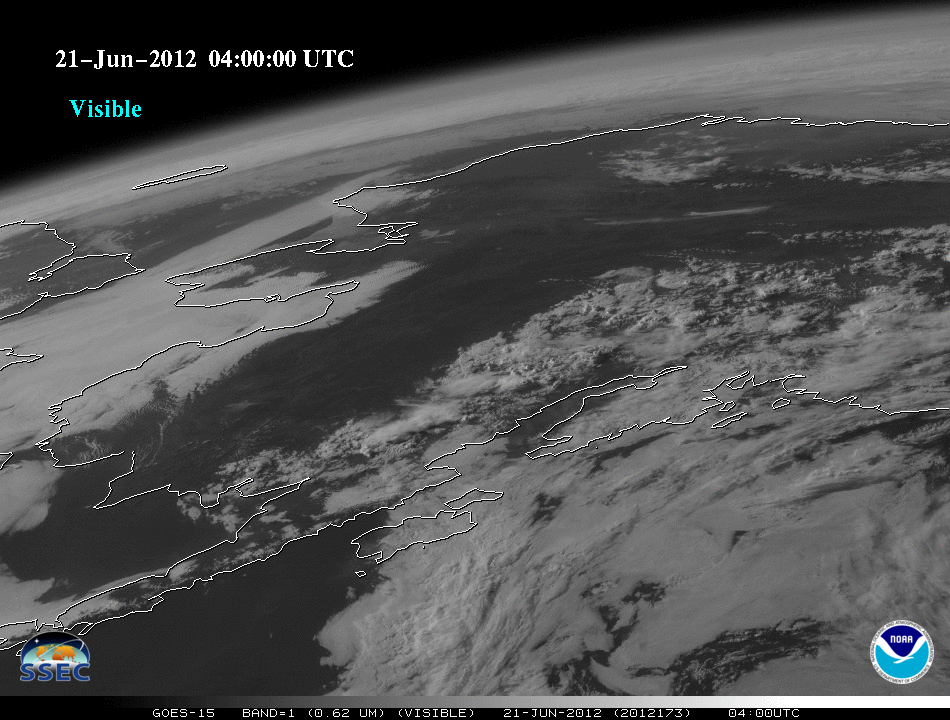 21-Jun-2012 04:00:00 UTC
Visible
SSEC
NOAA
GOES-15 BAND=1 (0.62 UM) (VISIBLE) 21-JUN-2012 (2012173) 04:00UTC